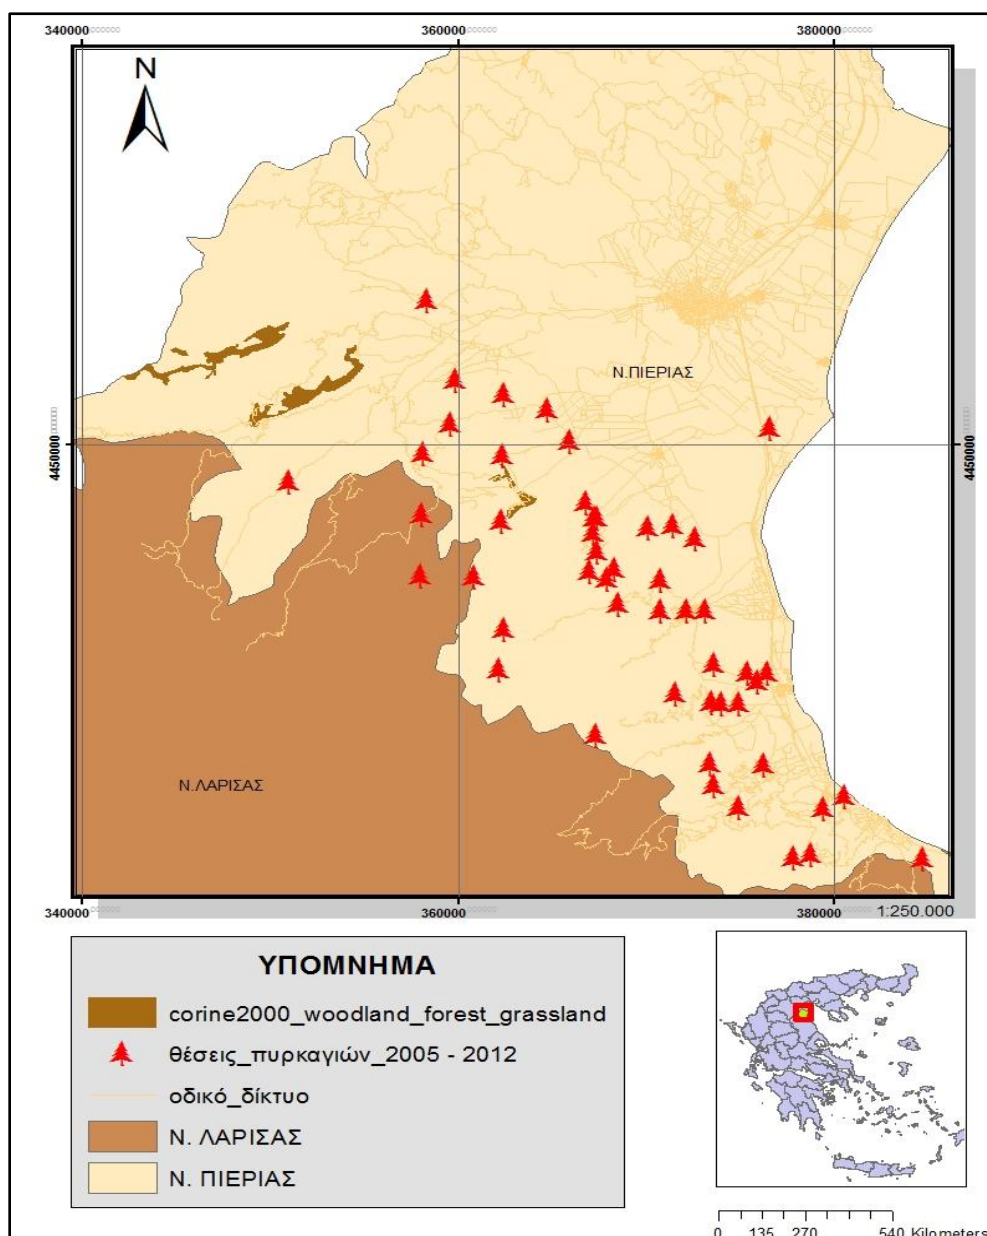 340000 360000 380000
N
Ν.ΠΙΕΡΙΑΣ
4450000 4450000
Ν.ΛΑΡΙΣΑΣ
340000 360000 380000
1:250.000
ΥΠΟΜΝΗΜΑ
corine2000_woodland_forest_grassland
θέσεις_πυρκαγιών_2005 - 2012
οδικό_δίκτυο
Ν. ΛΑΡΙΣΑΣ
Ν. ΠΙΕΡΙΑΣ
0 135 270 540 Kilometers